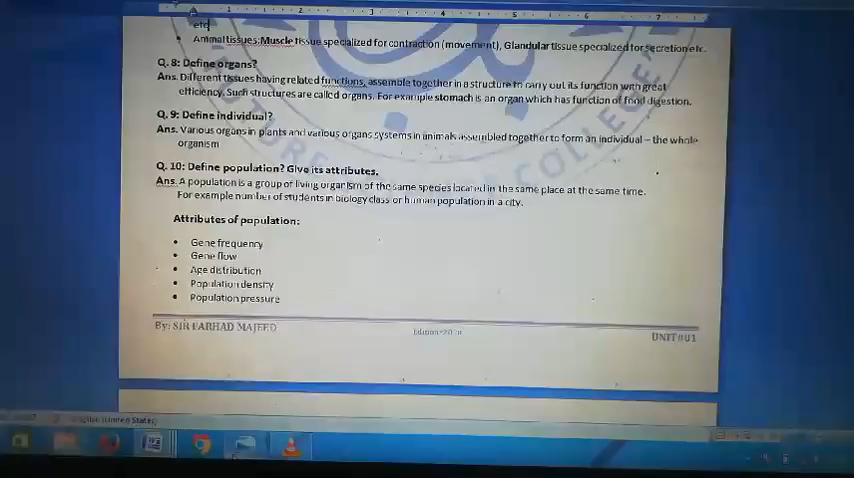 etc
• Animal tissues: Muscle tissue specialized for contraction (movement), Glandular tissue specialized for secretion etc.
Q. 8: Define organs?
Ans. Different tissues having related functions, assemble together in a structure to carry out its function with great
efficiency. Such structures are called organs. For example stomach is an organ which has function of food digestion.
Q. 9: Define individual?
Ans. Various organs in plants and various organs systems in animals assembled together to form an individual – the whole
organism
Q. 10: Define population? Give its attributes.
Ans. A population is a group of living organism of the same species located in the same place at the same time.
For example number of students in biology class or human population in a city.
Attributes of population:
• Gene frequency
• Gene flow
• Age distribution
• Population density
• Population pressure
By: SIR FARHAD MAJEED
UNIT#01
English (United States)